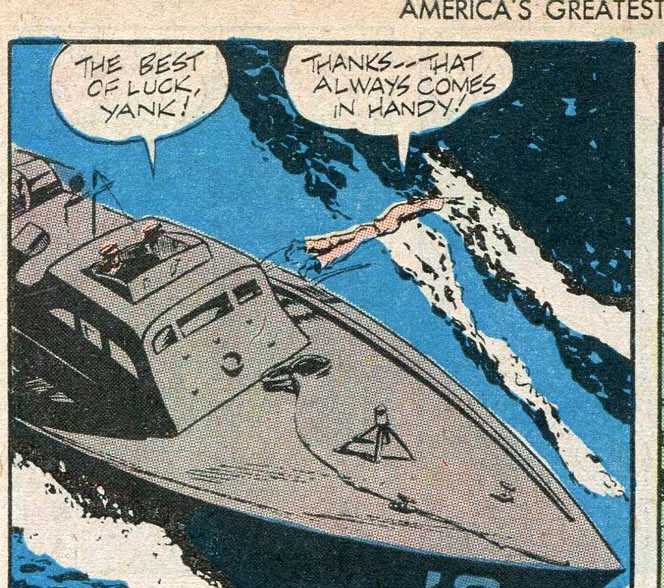 AMERICA'S GREATEST
THE BEST
OF LUCK,
YANK!
THANKS--THAT
ALWAYS COMES
IN HANDY!